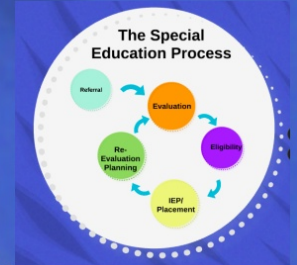 The Special
Education Process
Referral
Evaluation
Eligibility
IEP/
Placement
Re-
Evaluation
Planning